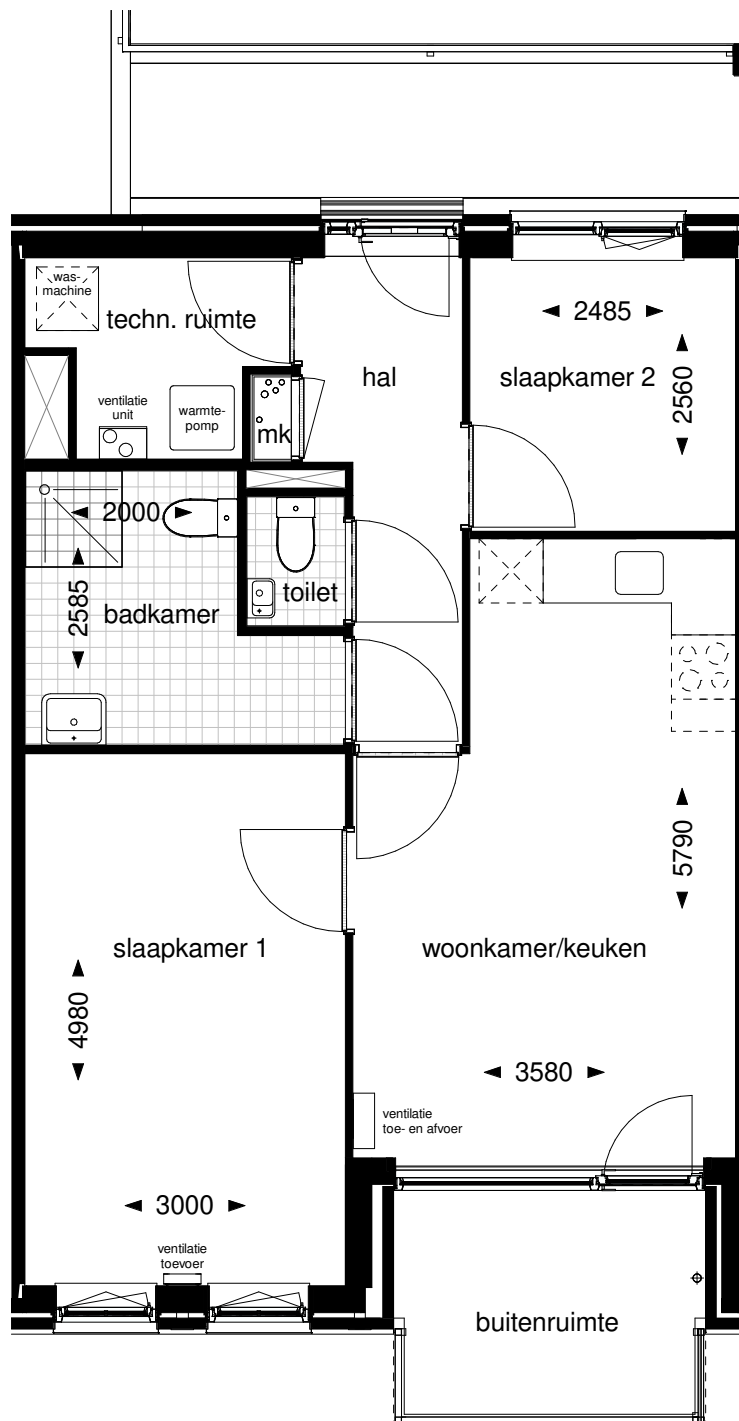 was-
machine
techn. ruimte
ventilatie
unit
warmte-
pomp
mk
hal
2485
slaapkamer 2
2560
2000
2585
badkamer
toilet
5790
slaapkamer 1
woonkamer/keuken
4980
3580
ventilatie
toe- en afvoer
3000
ventilatie
toevoer
buitenruimte